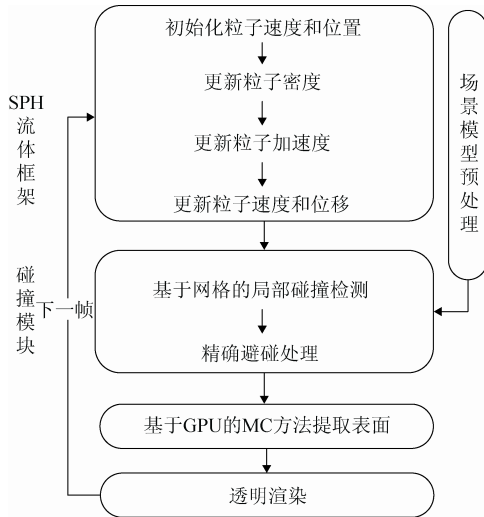 初始化粒子速度和位置
更新粒子密度
更新粒子加速度
更新粒子速度和位移
SPH
流体框架
场景模型预处理
碰撞模块
下一帧
基于网格的局部碰撞检测
精确避碰处理
基于GPU的MC方法提取表面
透明渲染